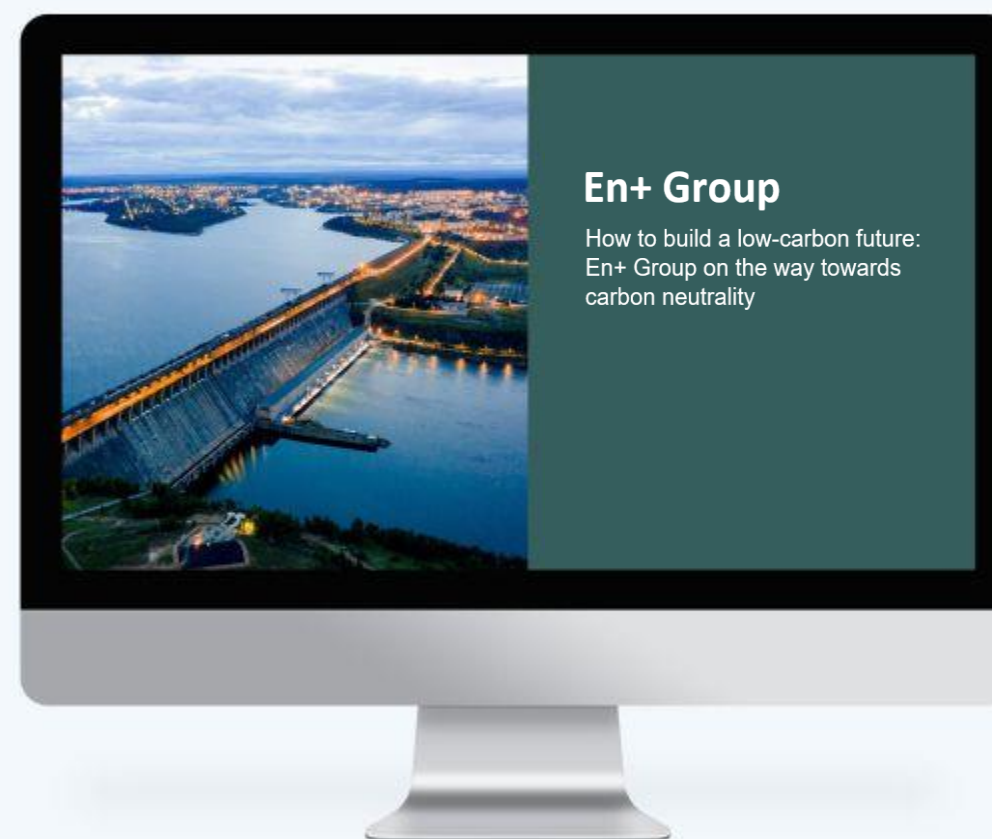 En+ Group
How to build a low-carbon future:
En+ Group on the way towards
carbon neutrality